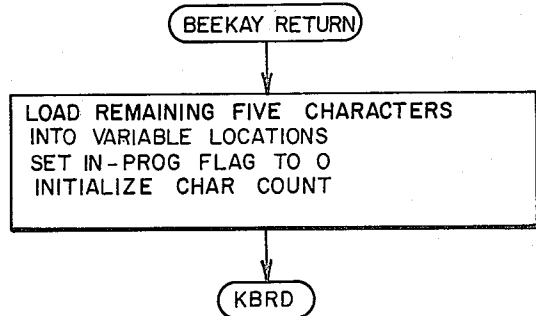 BEEKAY RETURN
LOAD REMAINING FIVE CHARACTERS
INTO VARIABLE LOCATIONS
SET IN-PROG FLAG TO 0
INITIALIZE CHAR COUNT
KBRD